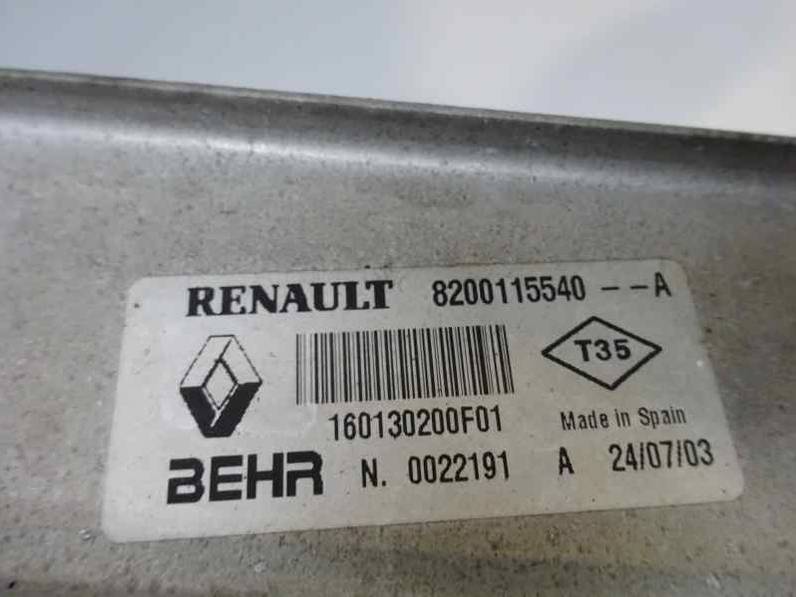 RENAULT 8200115540 - - A
T35
160130200F01 Made in Spain
BEHR N. 0022191 A 24/07/03